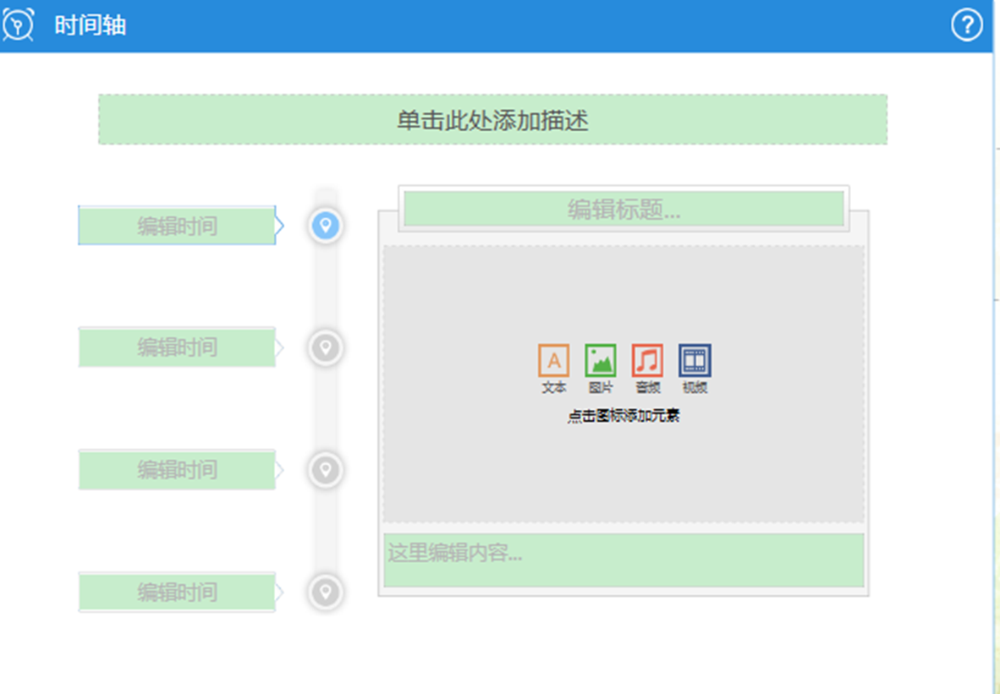 时间轴
?
单击此处添加描述
编辑时间
编辑标题...
编辑时间
A
文本 图片 音频 视频
点击图标添加元素
编辑时间
这里编辑内容...
编辑时间